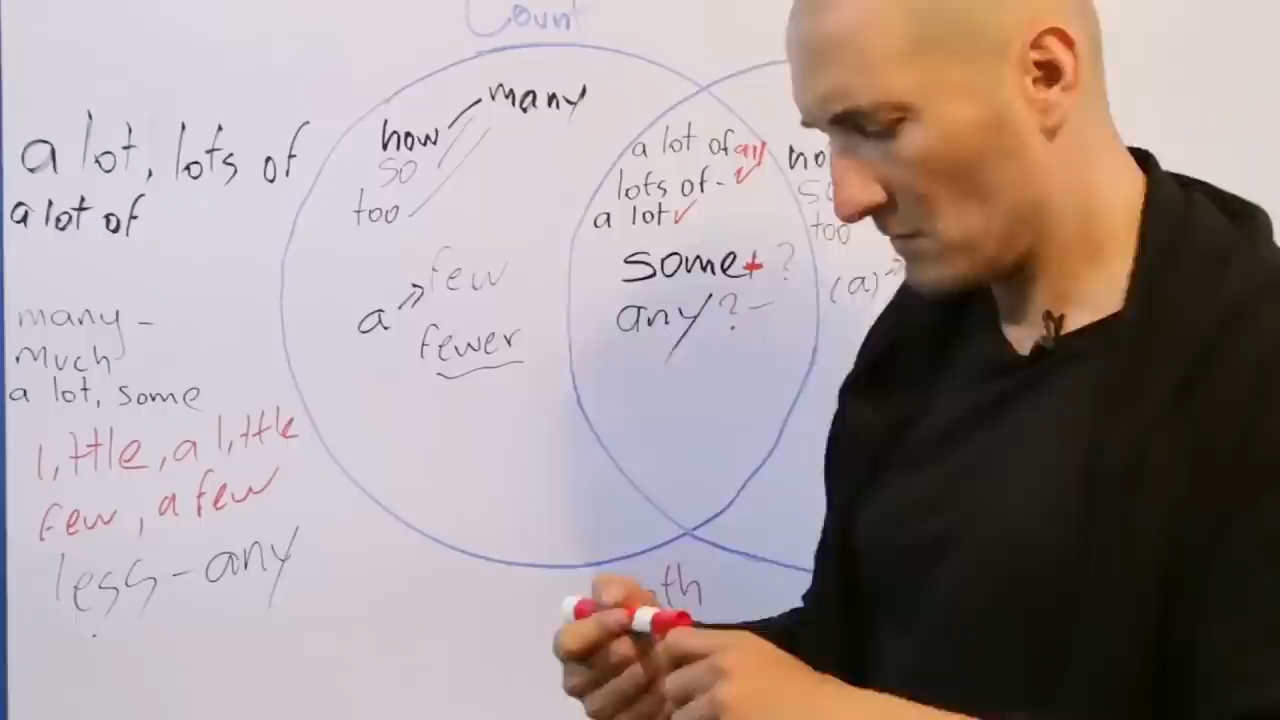 Count
a lot, lots of
a lot of
many -
much
a lot, some
little, a little
few, a few
less - any
many
how
so
too
a → few
fewer
a lot of
lots of - ✓
a lot ✓
some + ?
any ? -
too
(a) →